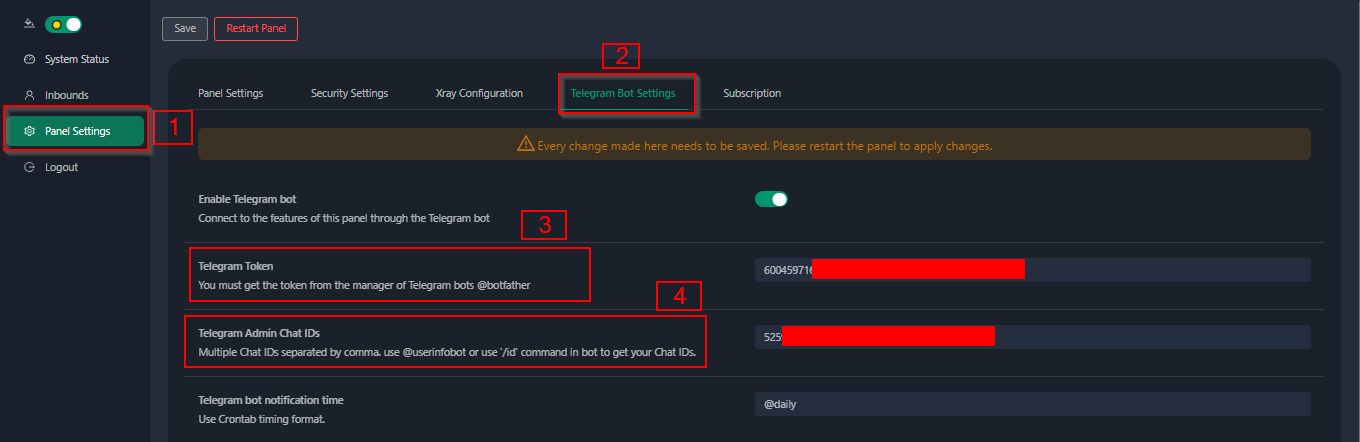 Save
Restart Panel
System Status
2
Inbounds
Panel Settings
Security Settings
Xray Configuration
Telegram Bot Settings
Subscription
Panel Settings
1
Every change made here needs to be saved. Please restart the panel to apply changes.
Logout
Enable Telegram bot
Connect to the features of this panel through the Telegram bot
3
Telegram Token
You must get the token from the manager of Telegram bots @botfather
60045971
4
Telegram Admin Chat IDs
Multiple Chat IDs separated by comma. use @userinfobot or use '/id' command in bot to get your Chat IDs.
525
Telegram bot notification time
Use Crontab timing format.
@daily